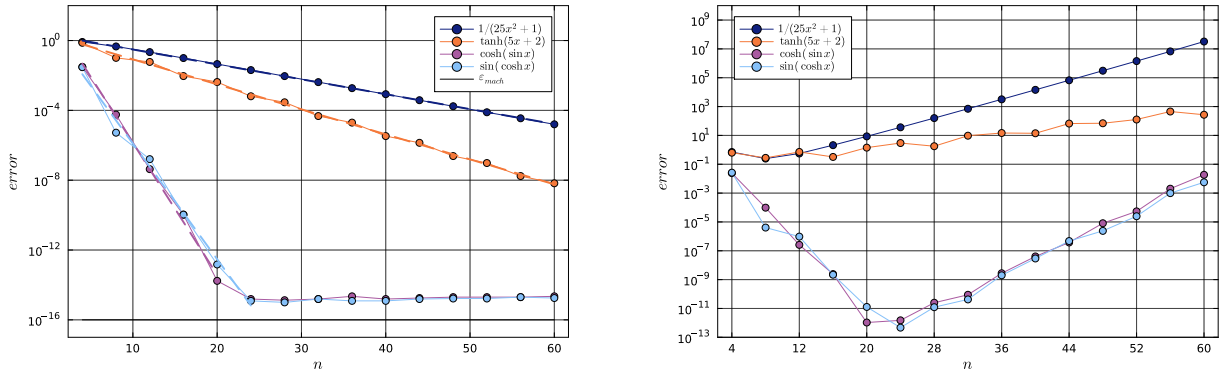 10⁰
10⁻⁴
10⁻⁸
10⁻¹²
10⁻¹⁶
error
10 20 30 40 50 60
n
1/(25x² + 1)
tanh(5x + 2)
cosh(sin x)
sin(cosh x)
ε_mach
10⁹
10⁷
10⁵
10³
10¹
10⁻¹
10⁻³
10⁻⁵
10⁻⁷
10⁻⁹
10⁻¹¹
10⁻¹³
error
4 12 20 28 36 44 52 60
n
1/(25x² + 1)
tanh(5x + 2)
cosh(sin x)
sin(cosh x)